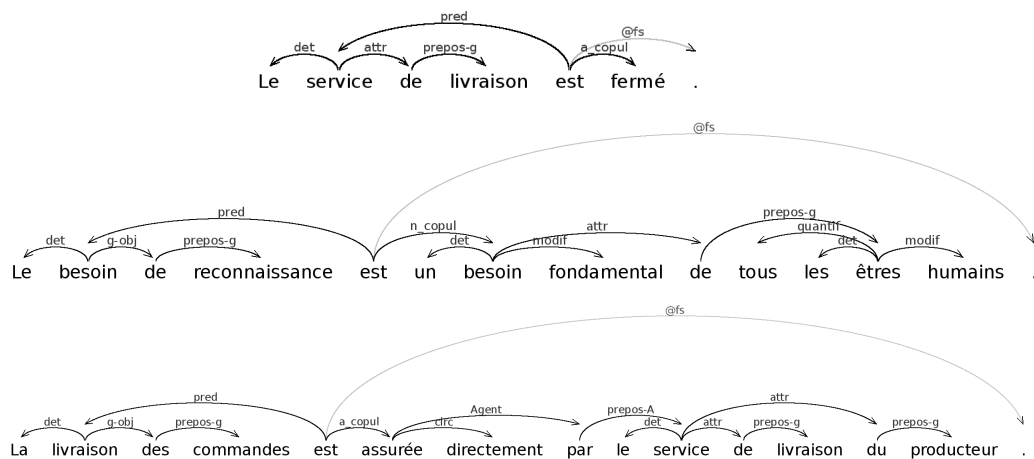 pred
@fs
det attr prepos-g a_copul
Le service de livraison est fermé .
@fs
pred prepos-g
n_copul attr quantif
det g-obj prepos-g det modif det modif
Le besoin de reconnaissance est un besoin fondamental de tous les êtres humains .
@fs
pred attr
Agent prepos-A
det g-obj prepos-g a_copul circ det attr prepos-g prepos-g
La livraison des commandes est assurée directement par le service de livraison du producteur .